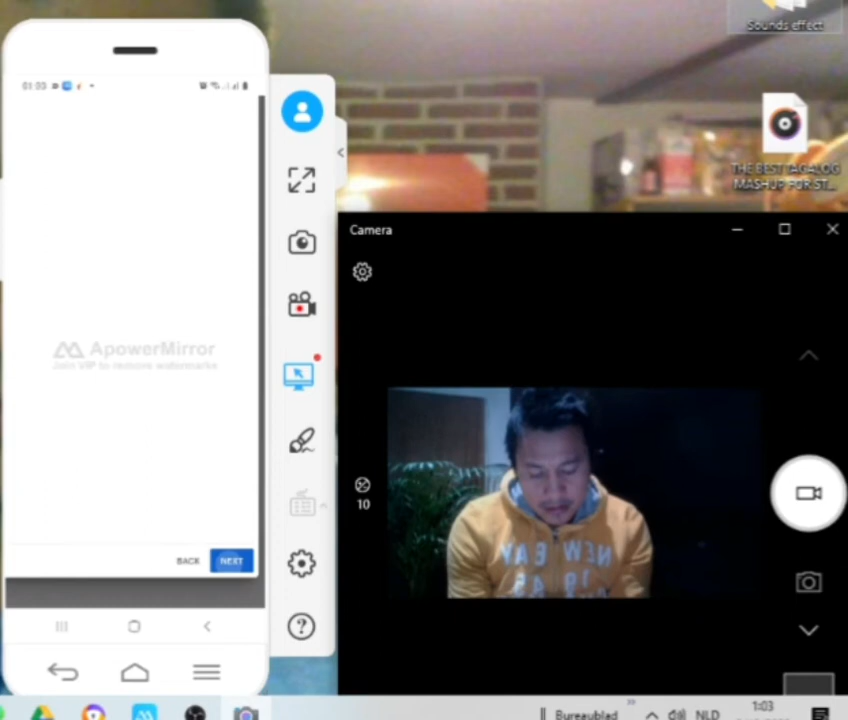 Sounds effect
THE BEST TAGALOG
MASHUP FOR ST...
Camera
10
ApowerMirror
Join VIP to remove watermarks
BACK
NEXT
NEW BAY
Bureaublad
NLD
1:03